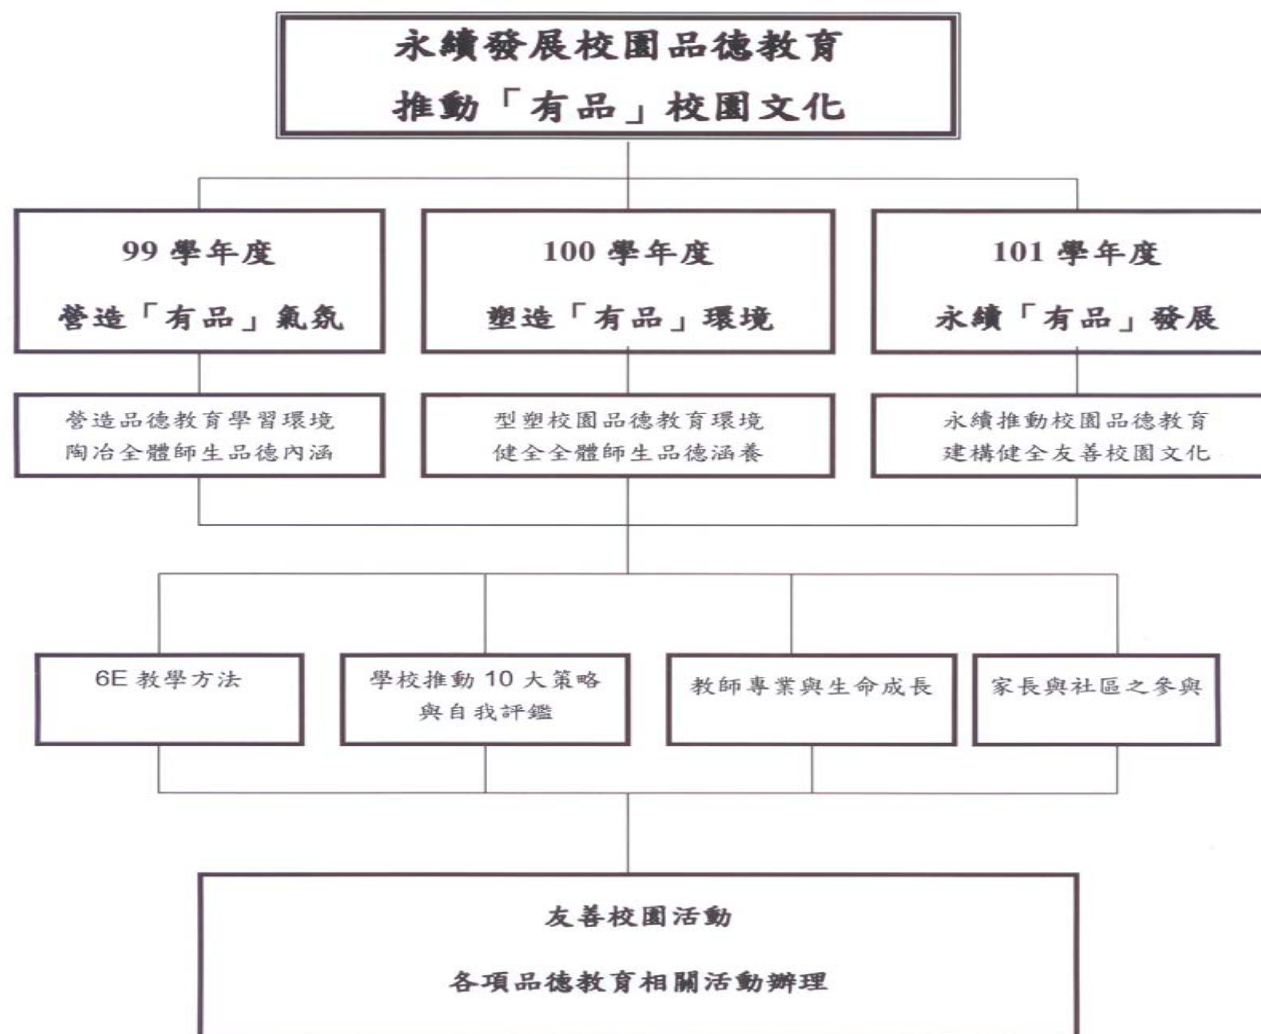 永續發展校園品德教育
推動「有品」校園文化
99 學年度
營造「有品」氣氛
100 學年度
塑造「有品」環境
101 學年度
永續「有品」發展
營造品德教育學習環境
陶冶全體師生品德內涵
型塑校園品德教育環境
健全全體師生品德涵養
永續推動校園品德教育
建構健全友善校園文化
6E 教學方法
學校推動 10 大策略
與自我評鑑
教師專業與生命成長
家長與社區之參與
友善校園活動
各項品德教育相關活動辦理